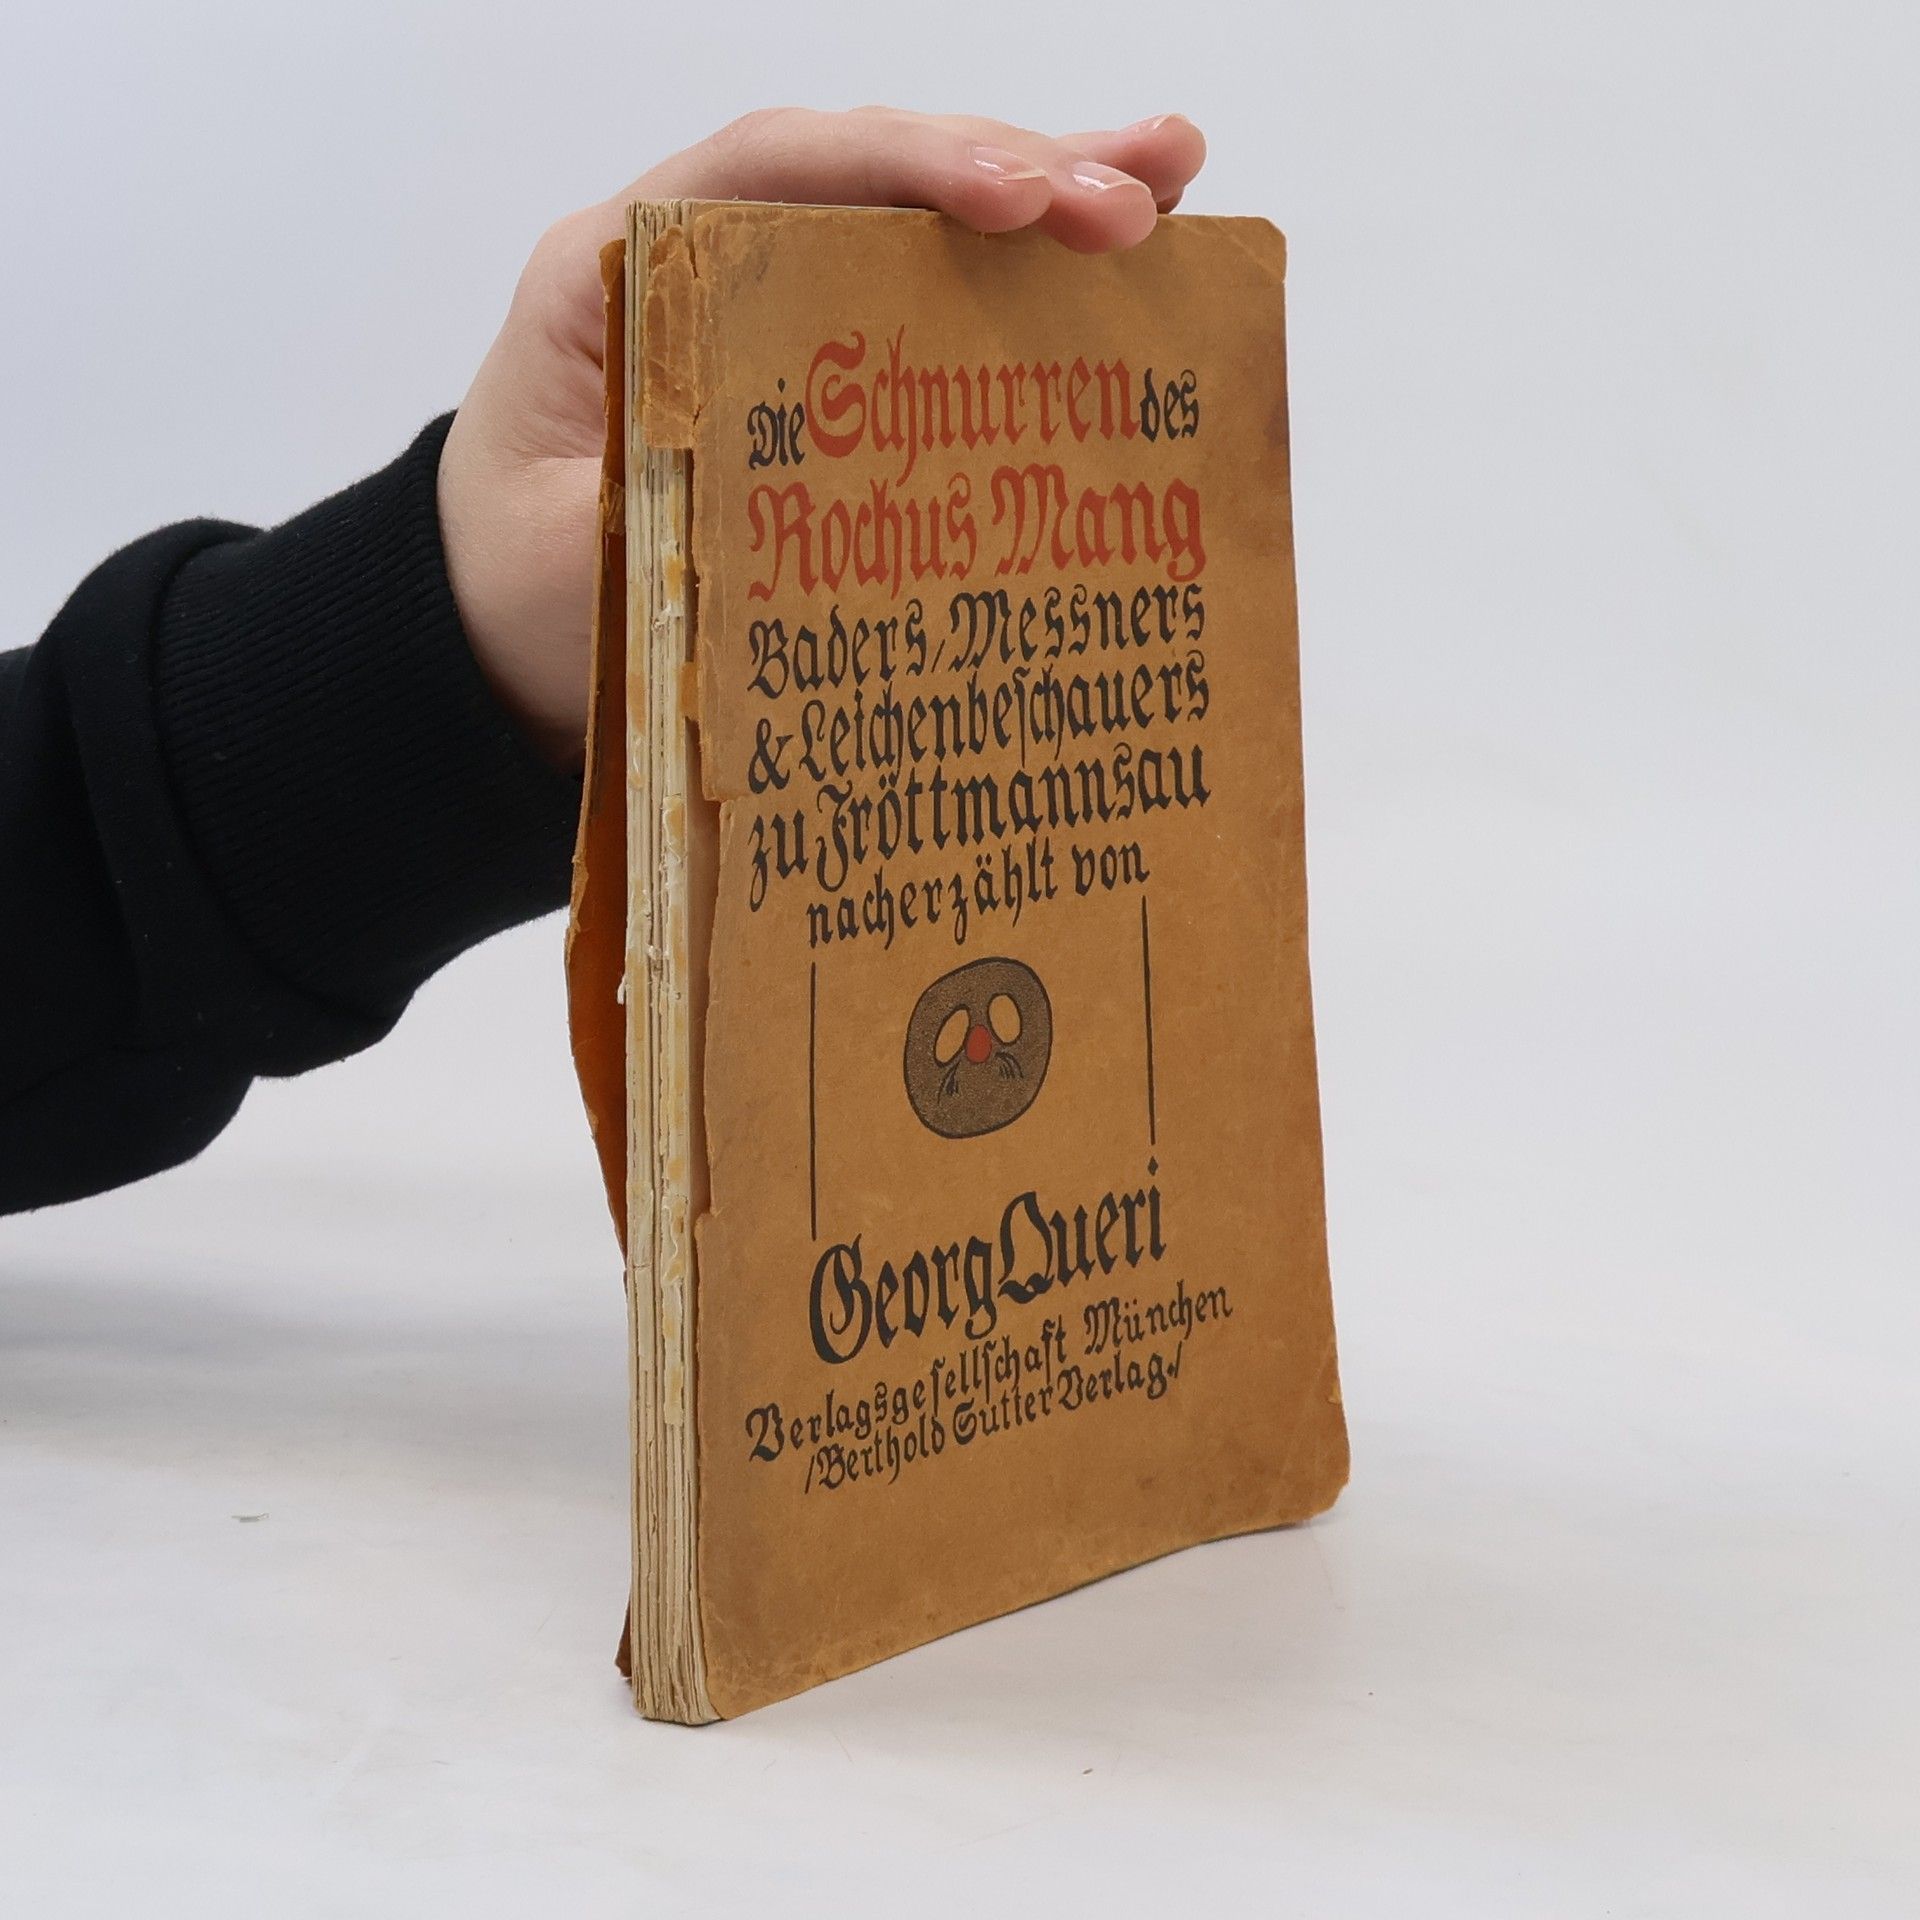 Die Schnurren des
Rochus Mang
Baders/Messners
& Leichenbeſchauers
zu Fröttmannsau
nacherzählt von
Georg Queri
Verlagsgeſellſchaft München
/Berthold Sutter Verlag./